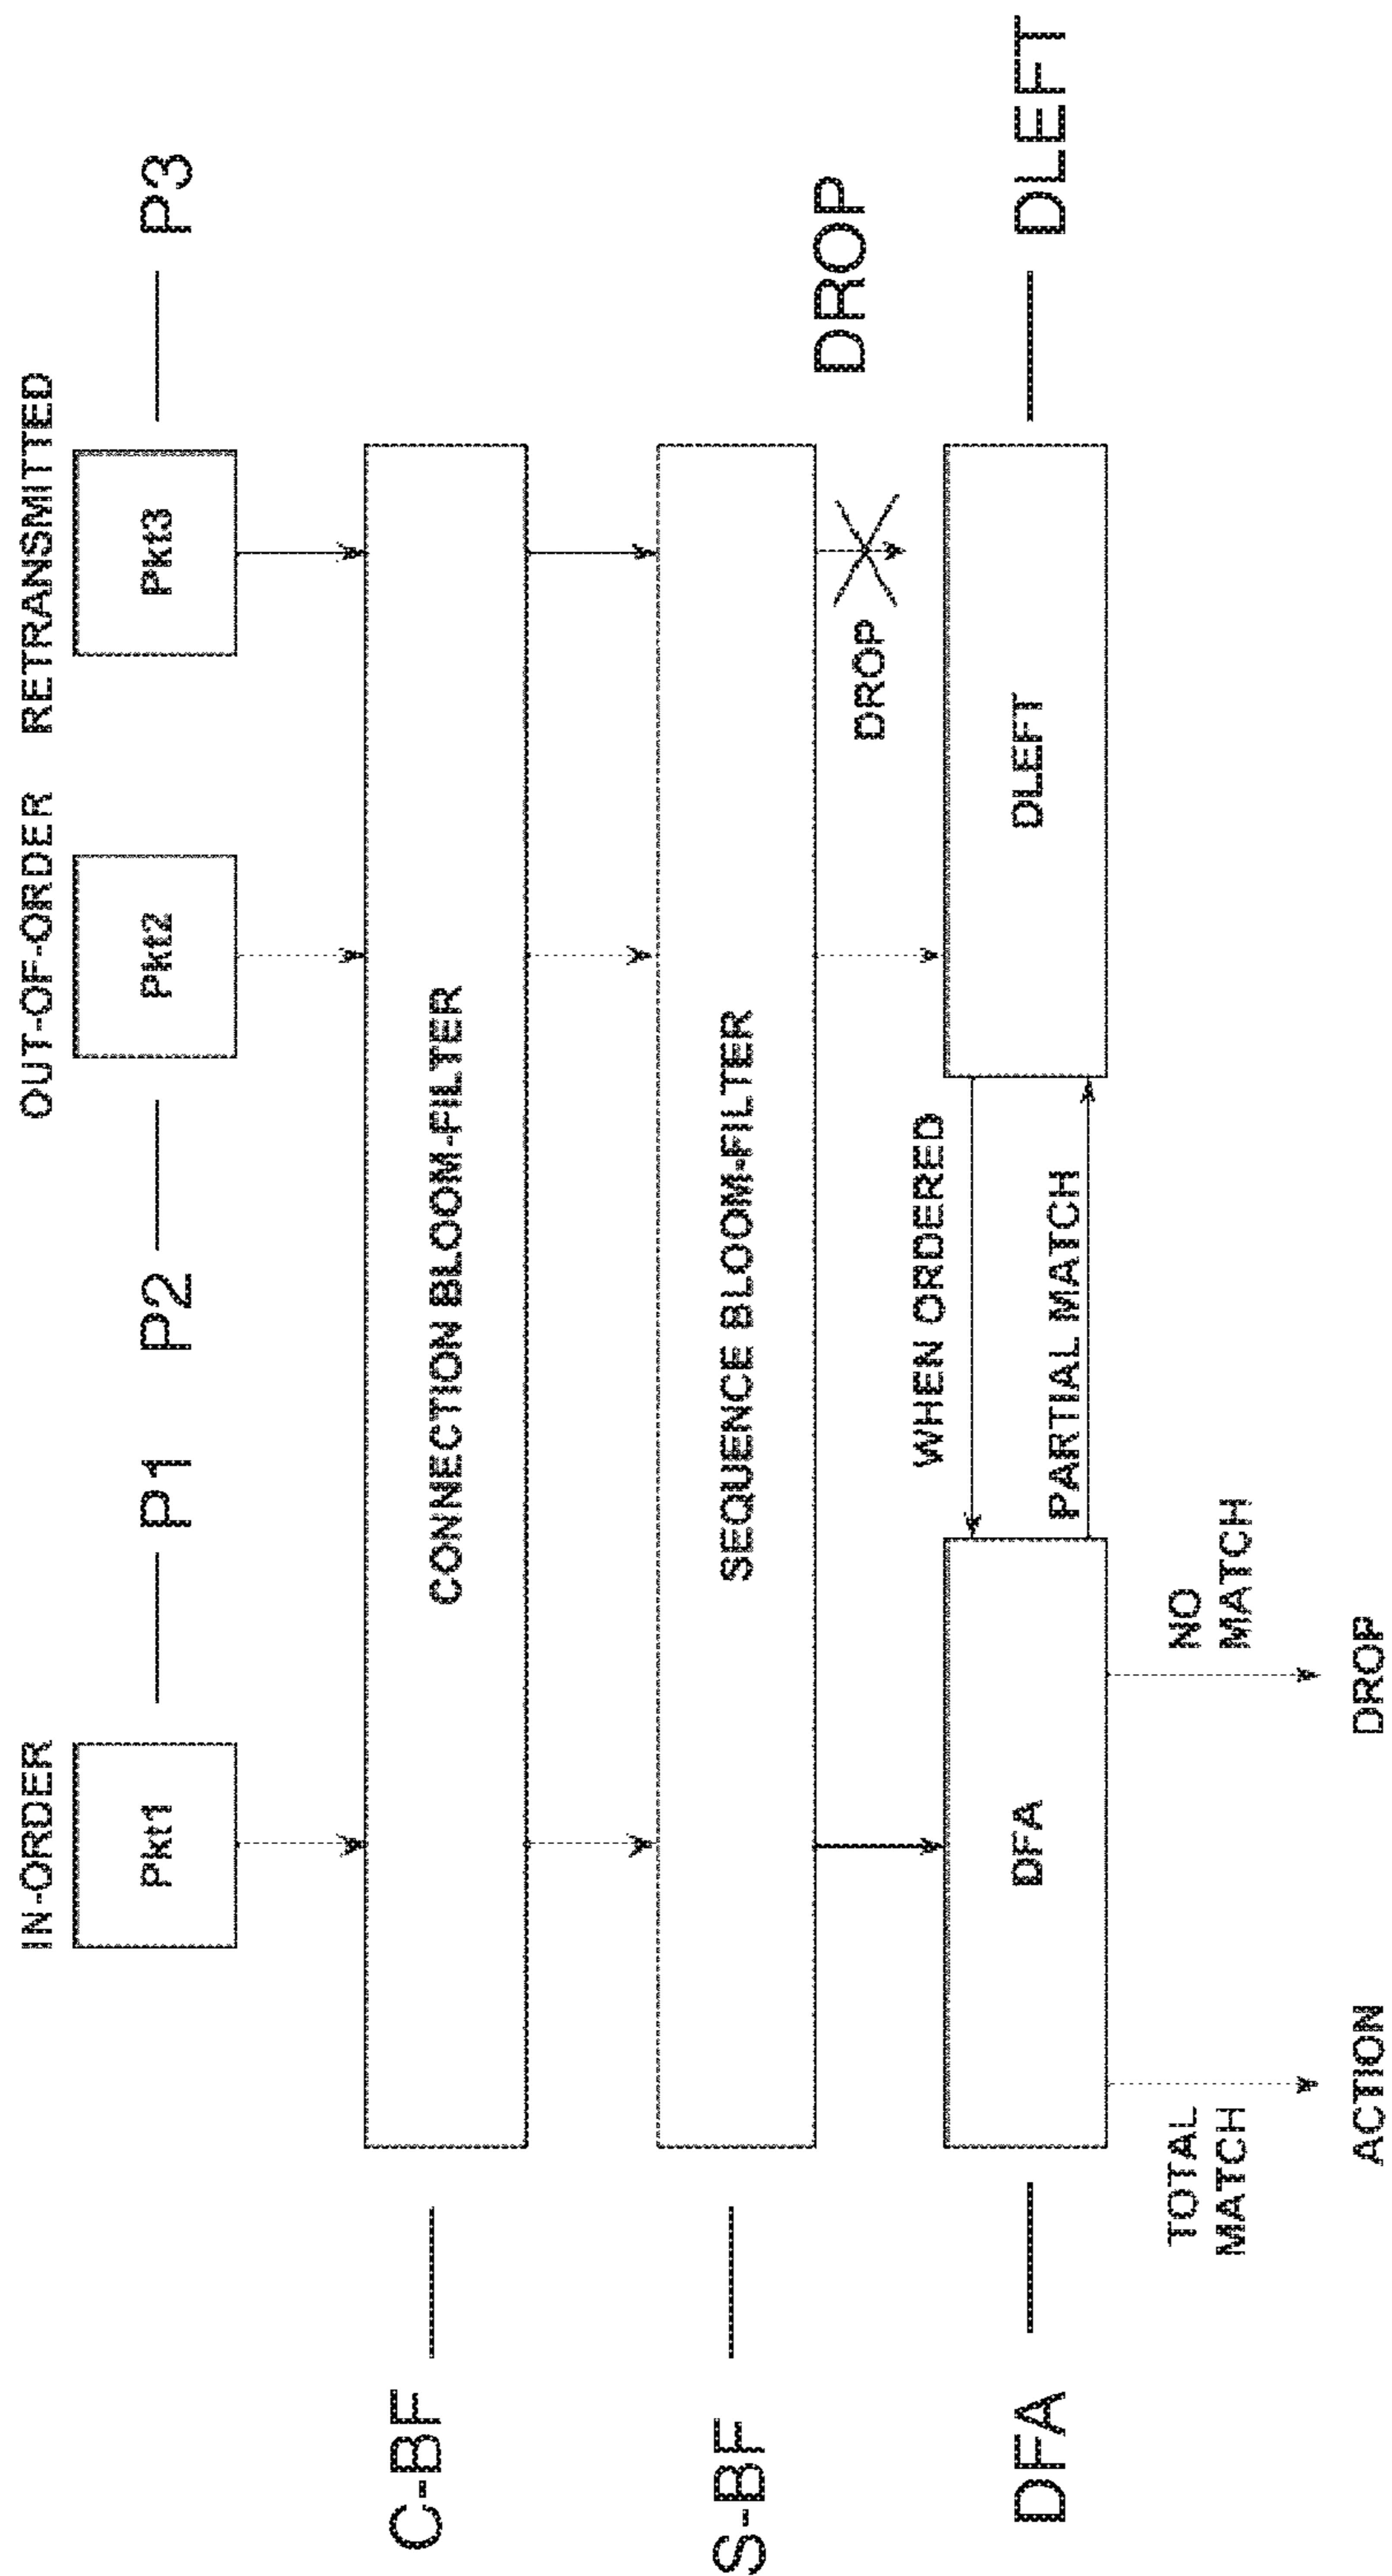 IN-ORDER
OUT-OF-ORDER
RETRANSMITTED
Pkt1
P1
P2
Pkt2
Pkt3
P3
C-BF
CONNECTION BLOOM-FILTER
S-BF
SEQUENCE BLOOM-FILTER
DROP
DROP
DFA
DFA
WHEN ORDERED
PARTIAL MATCH
DLEFT
DLEFT
TOTAL
MATCH
NO
MATCH
ACTION
DROP